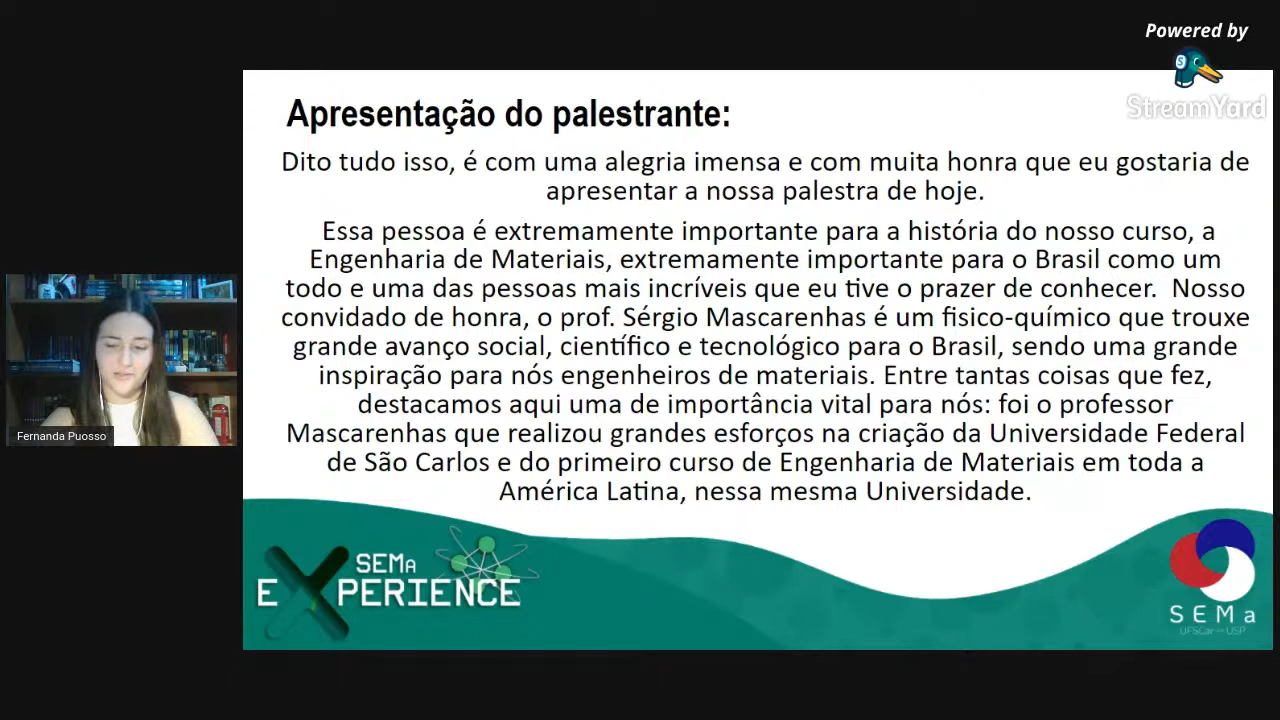 Powered by
StreamYard
Apresentação do palestrante:
Dito tudo isso, é com uma alegria imensa e com muita honra que eu gostaria de
apresentar a nossa palestra de hoje.
Essa pessoa é extremamente importante para a história do nosso curso, a
Engenharia de Materiais, extremamente importante para o Brasil como um
todo e uma das pessoas mais incríveis que eu tive o prazer de conhecer. Nosso
convidado de honra, o prof. Sérgio Mascarenhas é um físico-químico que trouxe
grande avanço social, científico e tecnológico para o Brasil, sendo uma grande
inspiração para nós engenheiros de materiais. Entre tantas coisas que fez,
destacamos aqui uma de importância vital para nós: foi o professor
Mascarenhas que realizou grandes esforços na criação da Universidade Federal
de São Carlos e do primeiro curso de Engenharia de Materiais em toda a
América Latina, nessa mesma Universidade.
Fernanda Puosso
SEMA
EXPERIENCE
SEMa
UFSCar USP